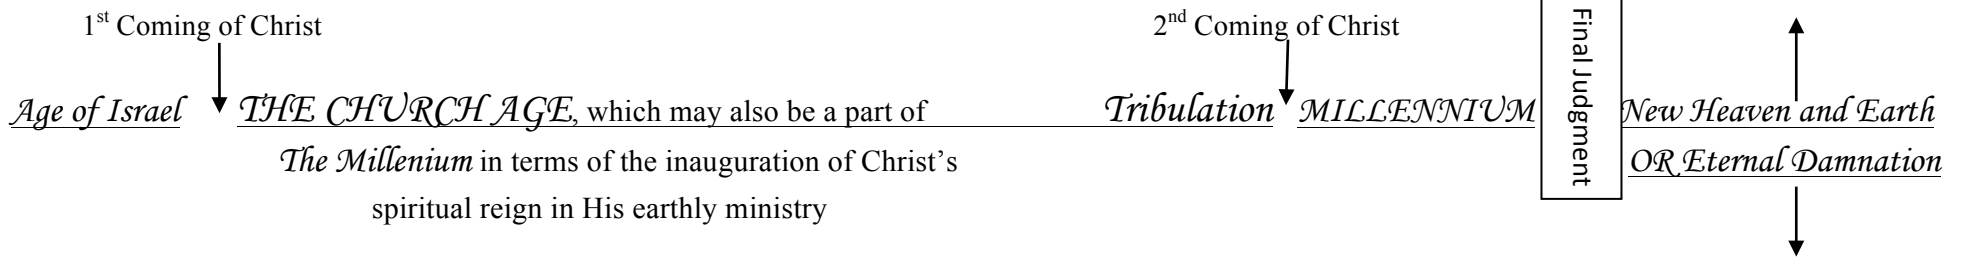 1st Coming of Christ
2nd Coming of Christ
Final Judgment
Age of Israel
THE CHURCH AGE, which may also be a part of
Tribulation
MILLENNIUM
New Heaven and Earth
The Millenium in terms of the inauguration of Christ’s
OR Eternal Damnation
spiritual reign in His earthly ministry